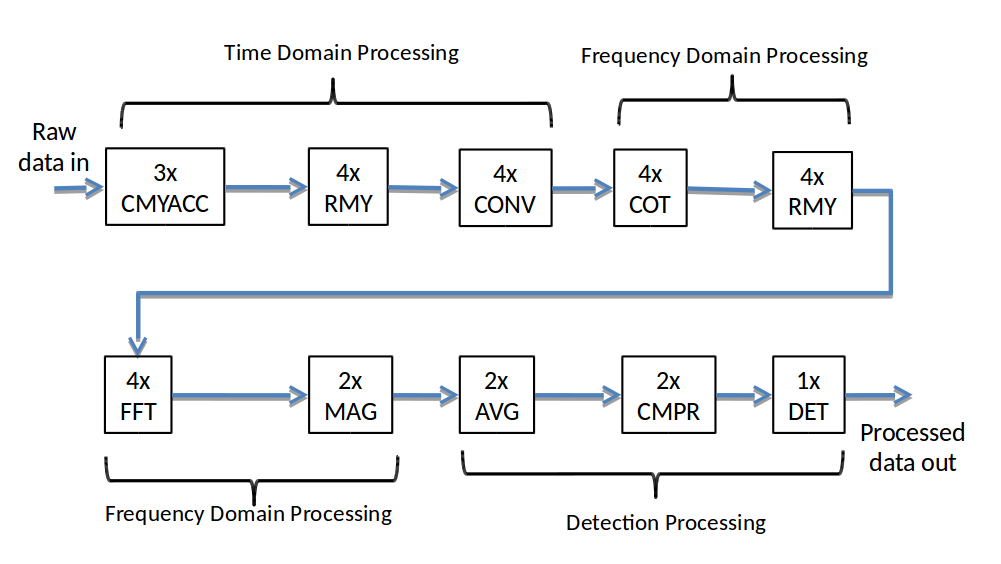 Time Domain Processing
Frequency Domain Processing
Raw
data in
3x
CMYACC
4x
RMY
4x
CONV
4x
COT
4x
RMY
4x
FFT
2x
MAG
2x
AVG
2x
CMPR
1x
DET
Processed
data out
Frequency Domain Processing
Detection Processing